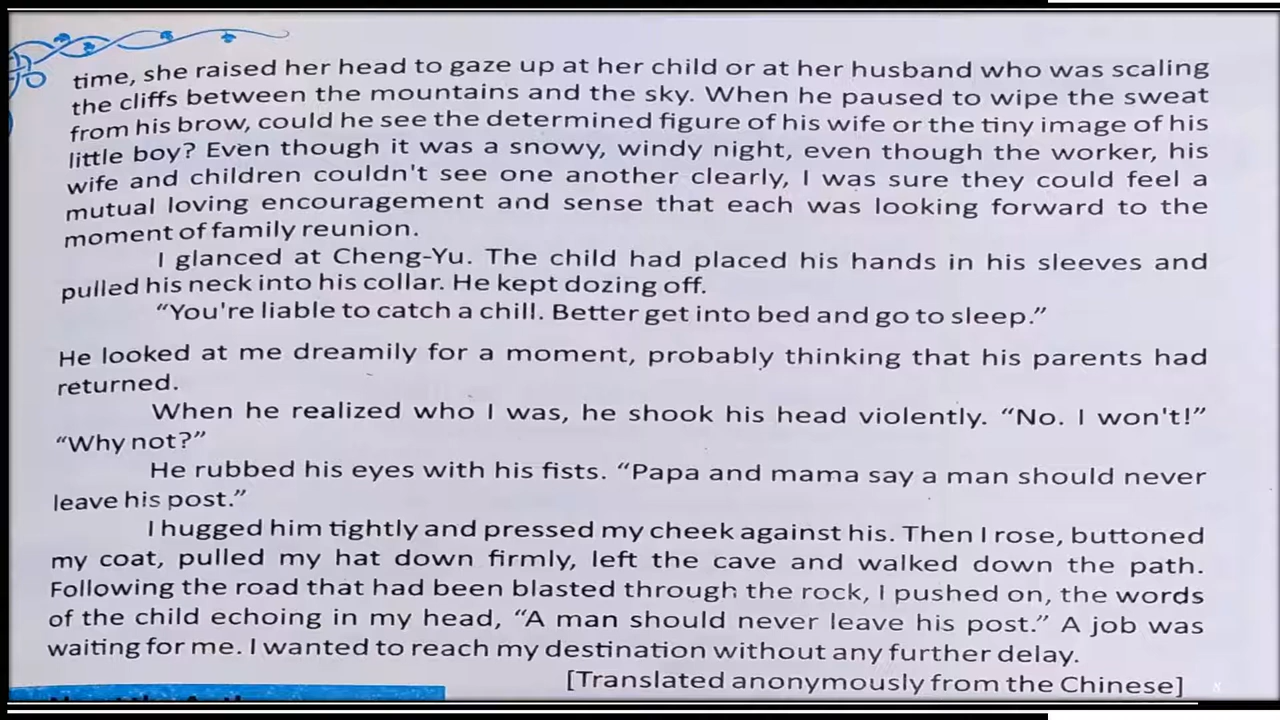 time, she raised her head to gaze up at her child or at her husband who was scaling
the cliffs between the mountains and the sky. When he paused to wipe the sweat
from his brow, could he see the determined figure of his wife or the tiny image of his
little boy? Even though it was a snowy, windy night, even though the worker, his
wife and children couldn't see one another clearly, I was sure they could feel a
mutual loving encouragement and sense that each was looking forward to the
moment of family reunion.
I glanced at Cheng-Yu. The child had placed his hands in his sleeves and
pulled his neck into his collar. He kept dozing off.
“You're liable to catch a chill. Better get into bed and go to sleep.”
He looked at me dreamily for a moment, probably thinking that his parents had
returned.
When he realized who I was, he shook his head violently. “No. I won't!”
“Why not?”
He rubbed his eyes with his fists. “Papa and mama say a man should never
leave his post.”
I hugged him tightly and pressed my cheek against his. Then I rose, buttoned
my coat, pulled my hat down firmly, left the cave and walked down the path.
Following the road that had been blasted through the rock, I pushed on, the words
of the child echoing in my head, “A man should never leave his post.” A job was
waiting for me. I wanted to reach my destination without any further delay.
[Translated anonymously from the Chinese]
8